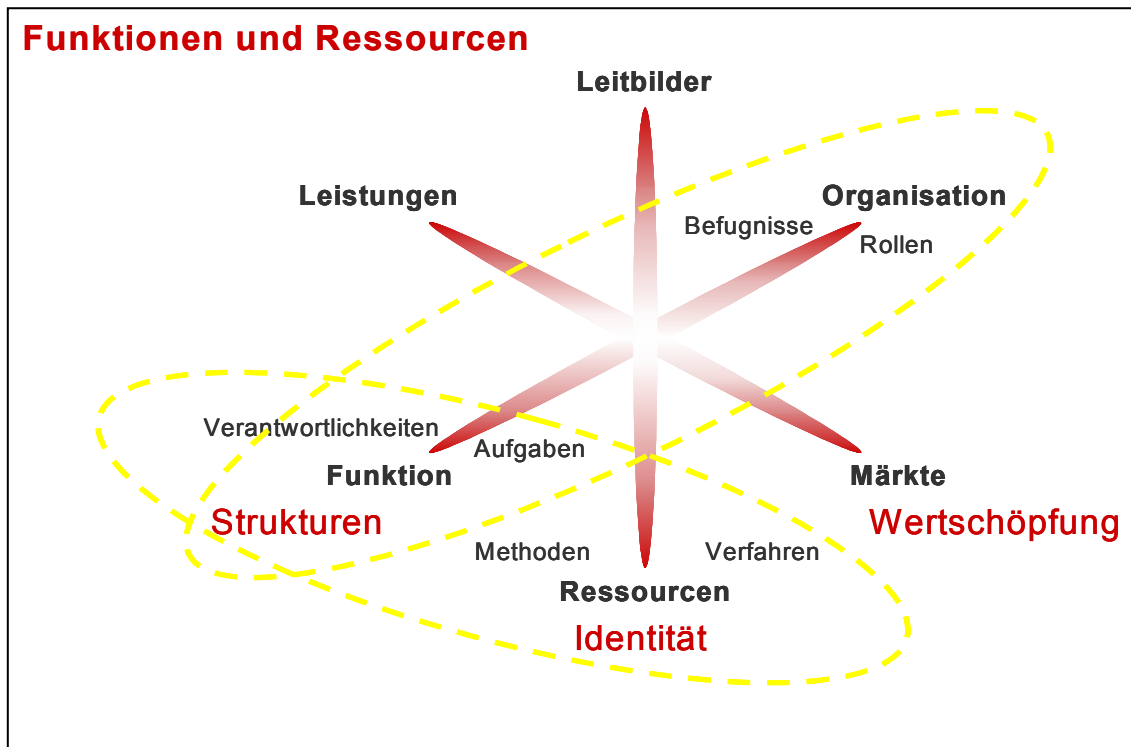 Funktionen und Ressourcen
Leitbilder
Leistungen
Organisation
Befugnisse
Rollen
Verantwortlichkeiten
Aufgaben
Funktion
Märkte
Strukturen
Wertschöpfung
Methoden
Verfahren
Ressourcen
Identität